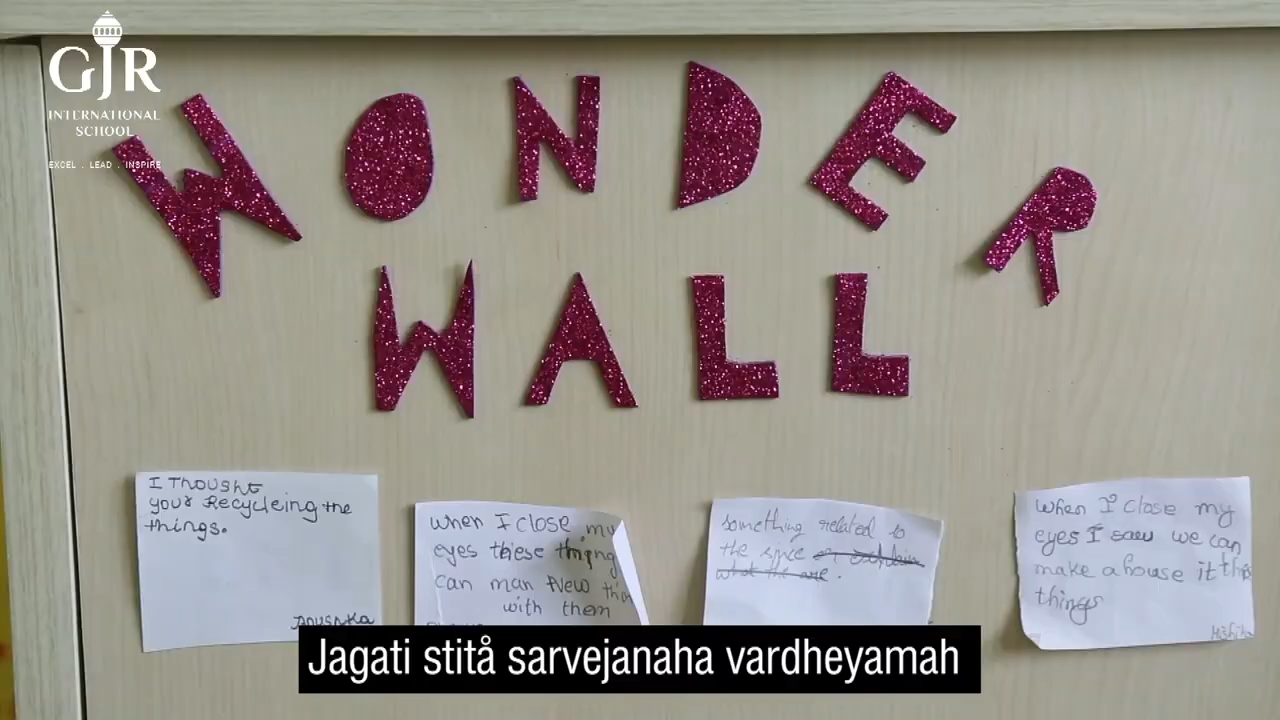 GJR
INTERNATIONAL
SCHOOL
EXCEL . LEAD . INSPIRE
WONDER
WALL
I Thought
your Recycleing the
things.
Anushka
when I close my
eyes thiese thing
can man New
with them
something related to
the space
when I close my
eyes I saw we can
make a house it this
things
Jagati stitå sarvejanaha vardheyamah